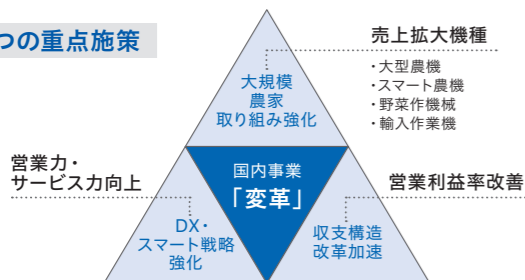 つの重点施策
売上拡大機種
・大型農機
・スマート農機
・野菜作機械
・輸入作業機
大規模
農家
取り組み強化
営業力・
サービス力向上
国内事業
「変革」
営業利益率改善
DX・
スマート戦略
強化
収支構造
改革加速